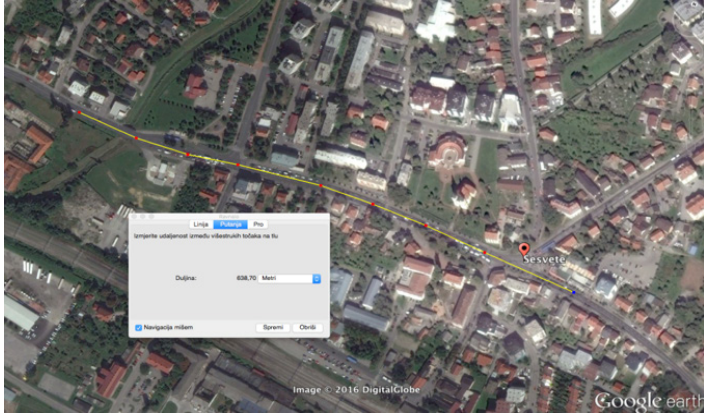 Linija Putanja Pro
Izmjerite udaljenost između višestrukih točaka na tlu
Duljina: 638,70 Metri
Navigacija mišem Spremi Obriši
Sesvete
Image © 2016 DigitalGlobe
Google earth